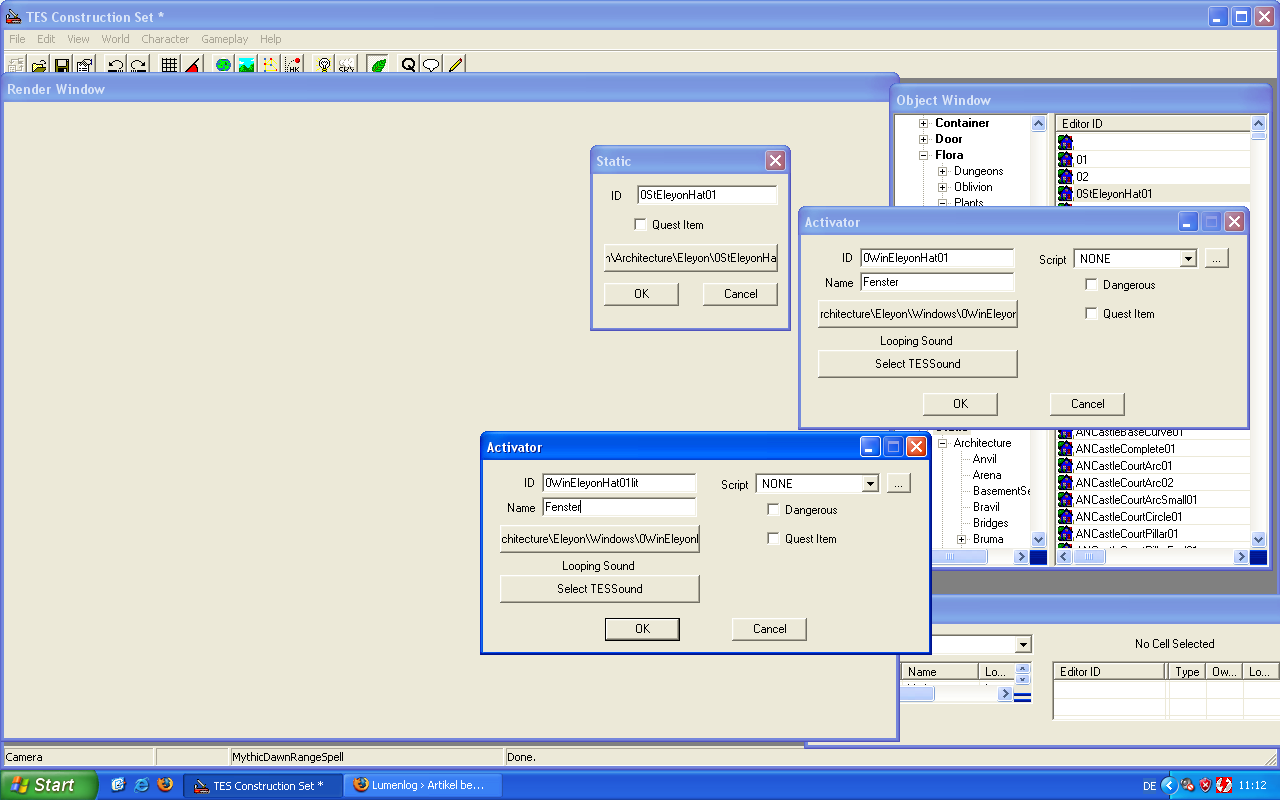 TES Construction Set *
File Edit View World Character Gameplay Help
Render Window
Object Window
Container
Door
Flora
Dungeons
Oblivion
Plants
Editor ID
01
02
0StEleyonHat01
Static
ID 0StEleyonHat01
Quest Item
\Architecture\Eleyon\0StEleyonHa
OK Cancel
Activator
ID 0WinEleyonHat01 Script NONE ...
Name Fenster Dangerous
rchitecture\Eleyon\Windows\0WinEleyor Quest Item
Looping Sound
Select TESSound
OK Cancel
Architecture
Anvil
Arena
BasementSe
Bravil
Bridges
Bruma
ANCastleBaseCurve01
ANCastleComplete01
ANCastleCourtArc01
ANCastleCourtArc02
ANCastleCourtArcSmall01
ANCastleCourtCircle01
ANCastleCourtPillar01
Activator
ID 0WinEleyonHat01lit Script NONE ...
Name Fenster Dangerous
chitecture\Eleyon\Windows\0WinEleyonl Quest Item
Looping Sound
Select TESSound
OK Cancel
No Cell Selected
Name Lo... Editor ID Type Ow... Lo...
Camera MythicDawnRangeSpell Done.
Start TES Construction Set * Lumenlog > Artikel be... DE 11:12